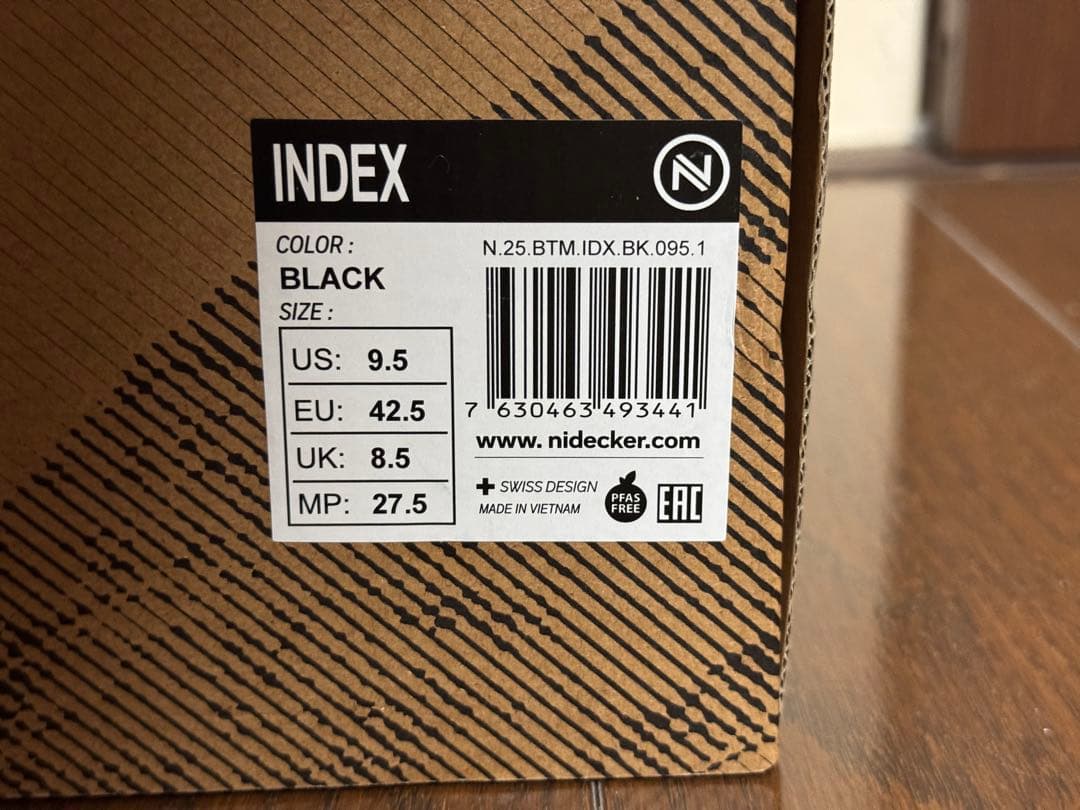 INDEX
N
COLOR :
BLACK
SIZE :
US: 9.5
EU: 42.5
UK: 8.5
MP: 27.5
N.25.BTM.IDX.BK.095.1
7 630463 493441
www. nidecker.com
SWISS DESIGN
MADE IN VIETNAM
PFAS
FREE
EAC